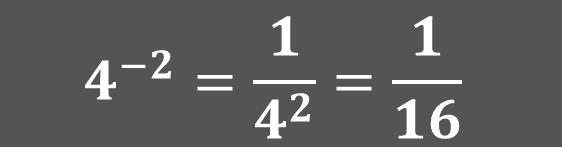 4⁻² = 1/4² = 1/16